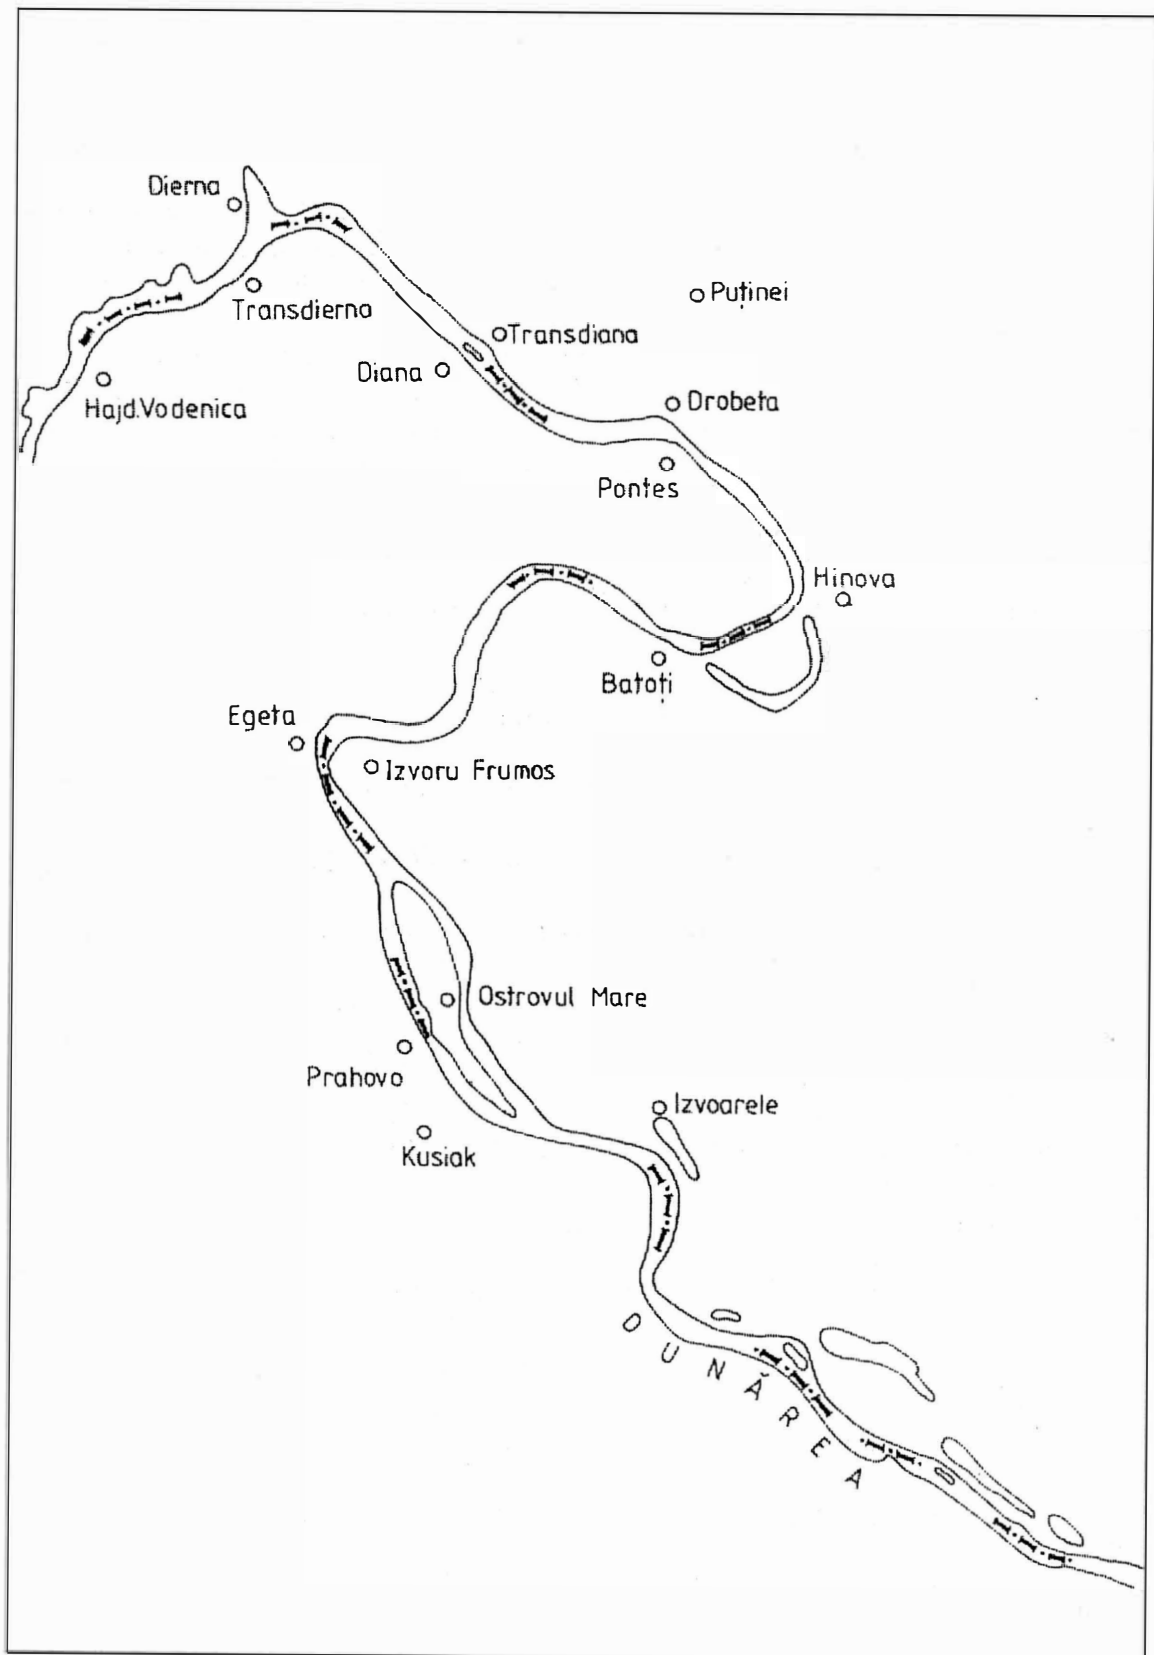 Dierna
Transdierna
Hajd.Vodenica
Puținei
Transdiana
Diana
Drobeta
Pontes
Hinova
Batoți
Egeta
Izvoru Frumos
Ostrovul Mare
Prahovo
Izvoarele
Kusiak
DUNĂREA